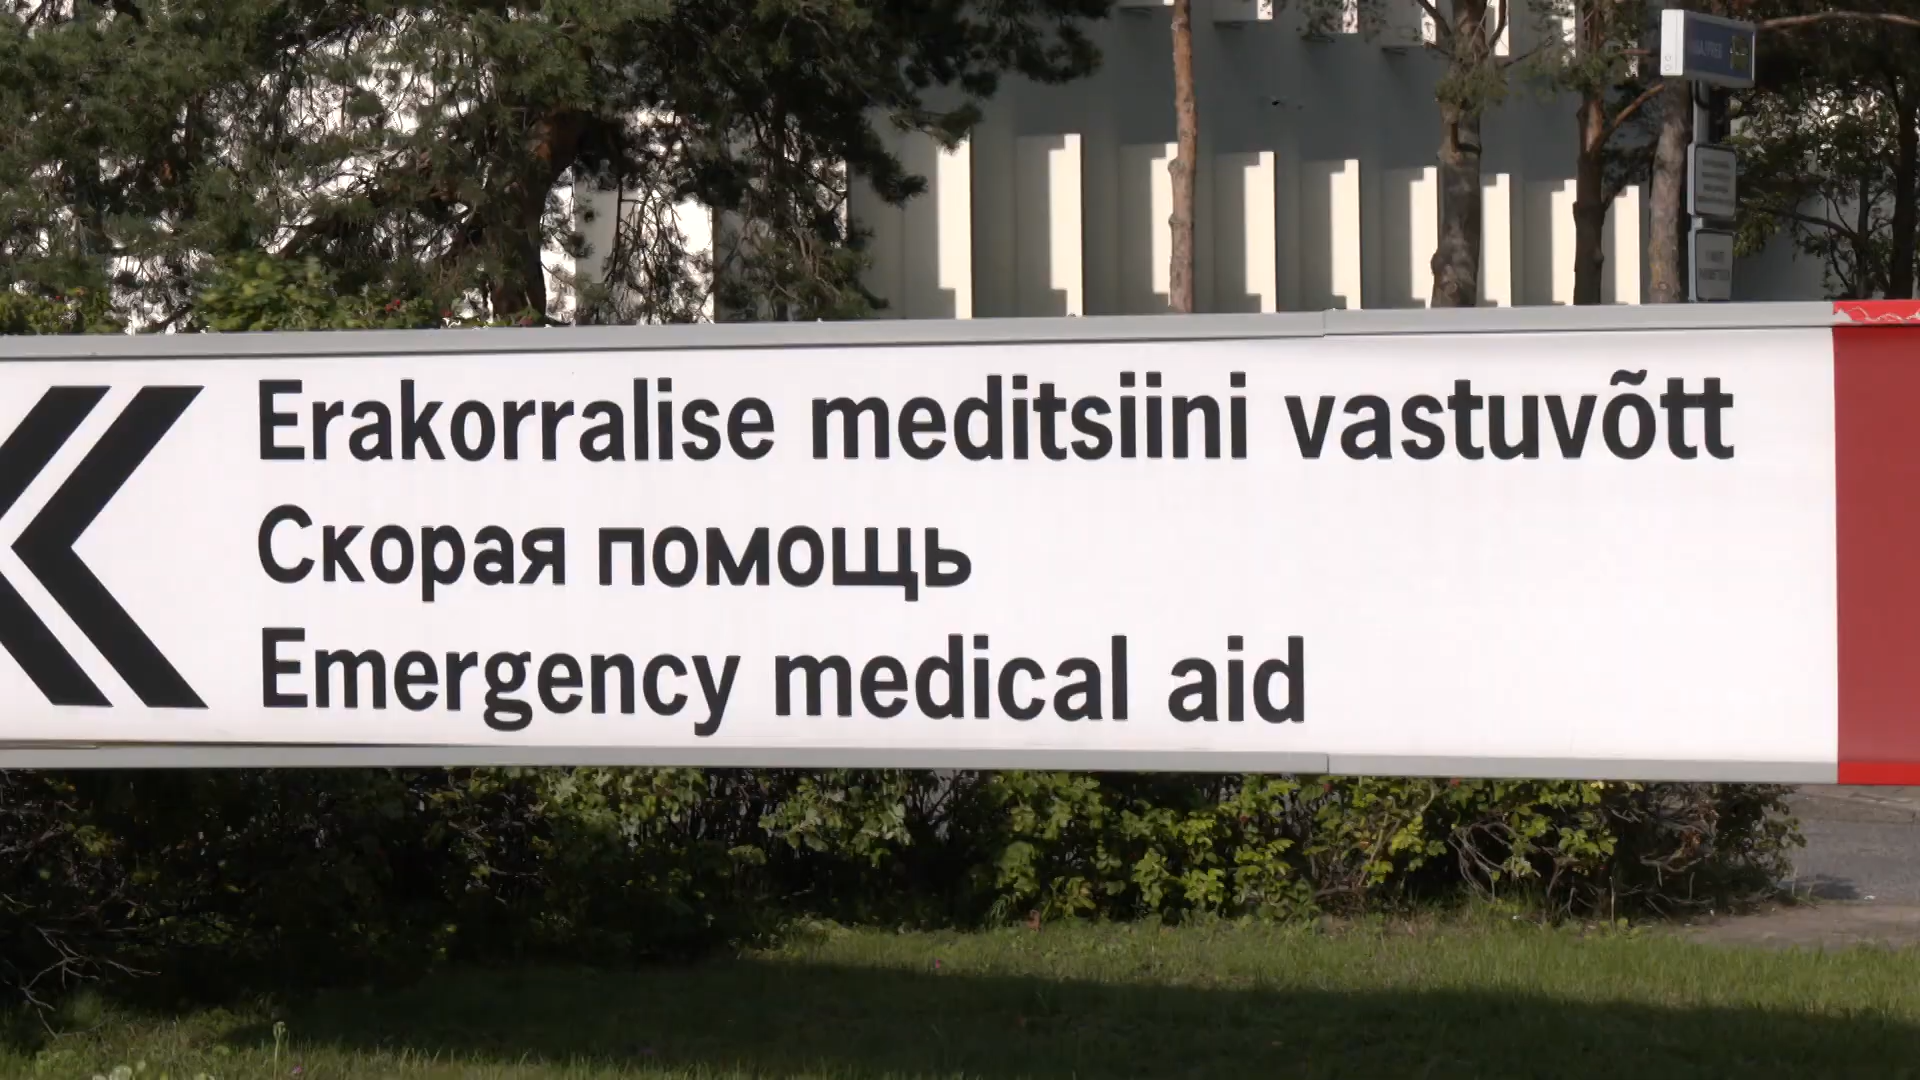 Erakorralise meditsiini vastuvõtt
Скорая помощь
Emergency medical aid